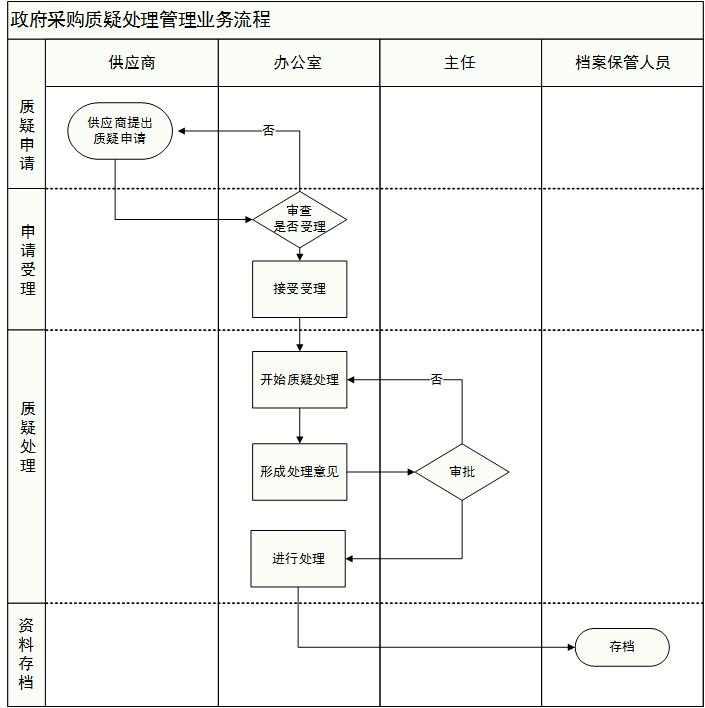 政府采购质疑处理管理业务流程
供应商
办公室
主任
档案保管人员
质疑申请
供应商提出
质疑申请
否
申请受理
审查
是否受理
接受受理
质疑处理
开始质疑处理
否
形成处理意见
审批
进行处理
资料存档
存档